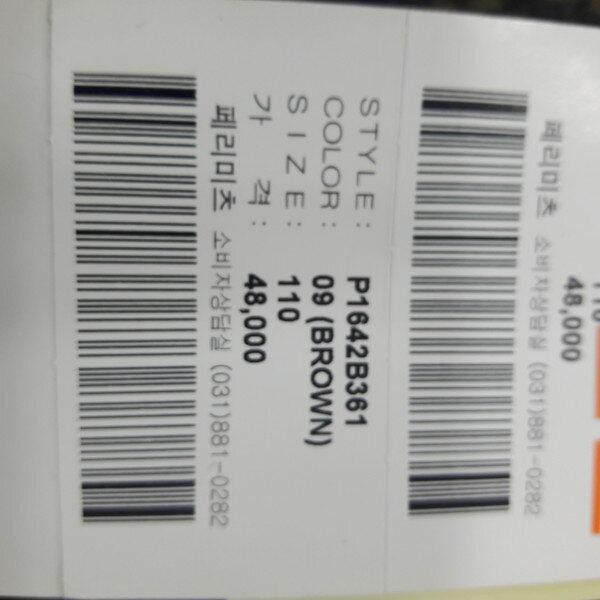 110
48,000
페리미츠 소비자상담실 (031)881-0282
STYLE: P1642B361
COLOR: 09 (BROWN)
SIZE: 110
가 격: 48,000
페리미츠 소비자상담실 (031)881-0282